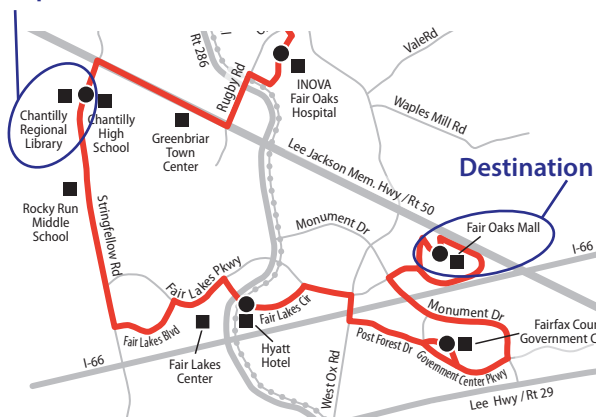 Rt 286
Rugby Rd
INOVA
Fair Oaks
Hospital
ValeRd
Waples Mill Rd
Chantilly
Regional
Library
Chantilly
High
School
Greenbriar
Town
Center
Lee Jackson Mem. Hwy /Rt 50
Destination
Rocky Run
Middle
School
Stringfellow Rd
Monument Dr
Fair Oaks Mall
I-66
Fair Lakes Pkwy
Fair Lakes Cir
Monument Dr
Fair Lakes Blvd
Fair Lakes
Center
Hyatt
Hotel
West Ox Rd
Post Forest Dr
Government Center Pkwy
Fairfax Cou
Government C
I-66
Lee Hwy /Rt 29